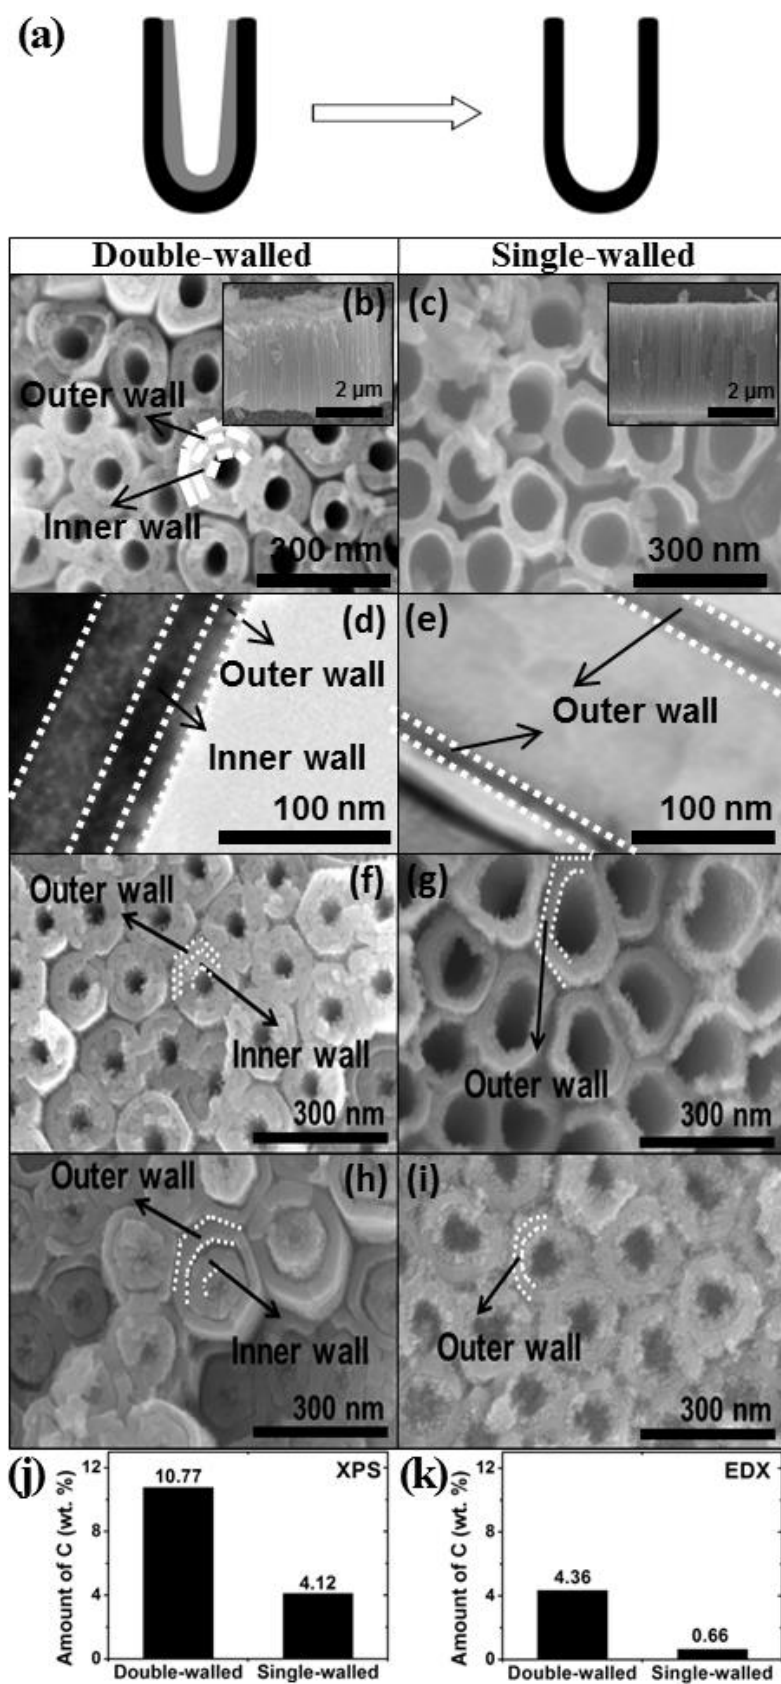 (a)
Double-walled
Single-walled
(b)
2 µm
Outer wall
Inner wall
300 nm
(c)
2 µm
300 nm
(d)
Outer wall
Inner wall
100 nm
(e)
Outer wall
100 nm
(f)
Outer wall
Inner wall
300 nm
(g)
Outer wall
300 nm
(h)
Outer wall
Inner wall
300 nm
(i)
Outer wall
300 nm
(j)
XPS
Amount of C (wt. %)
12
8
4
0
10.77
4.12
Double-walled
Single-walled
(k)
EDX
Amount of C (wt. %)
12
8
4
0
4.36
0.66
Double-walled
Single-walled